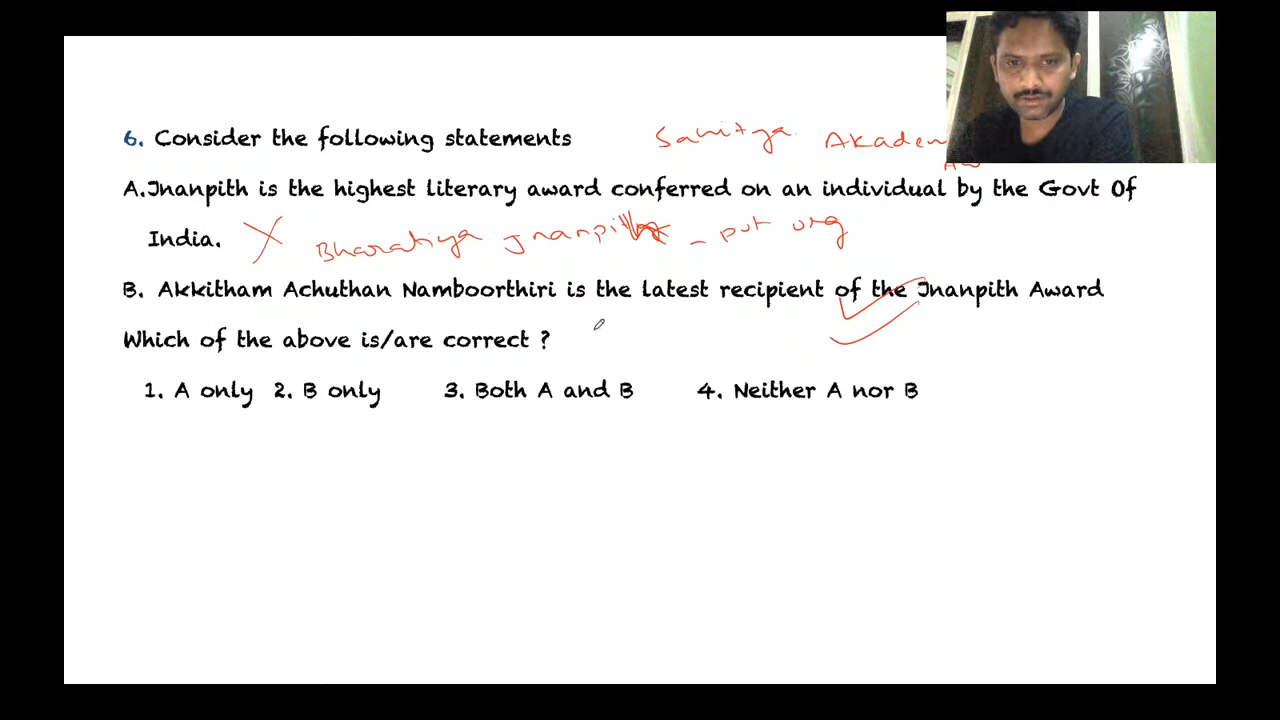 6. Consider the following statements
Sahitya Akadem
A.Jnanpith is the highest literary award conferred on an individual by the Govt Of
India. X Bharatiya Jnanpith - pvt org
B. Akkitham Achuthan Namboorthiri is the latest recipient of the Jnanpith Award
Which of the above is/are correct ?
1. A only 2. B only 3. Both A and B 4. Neither A nor B